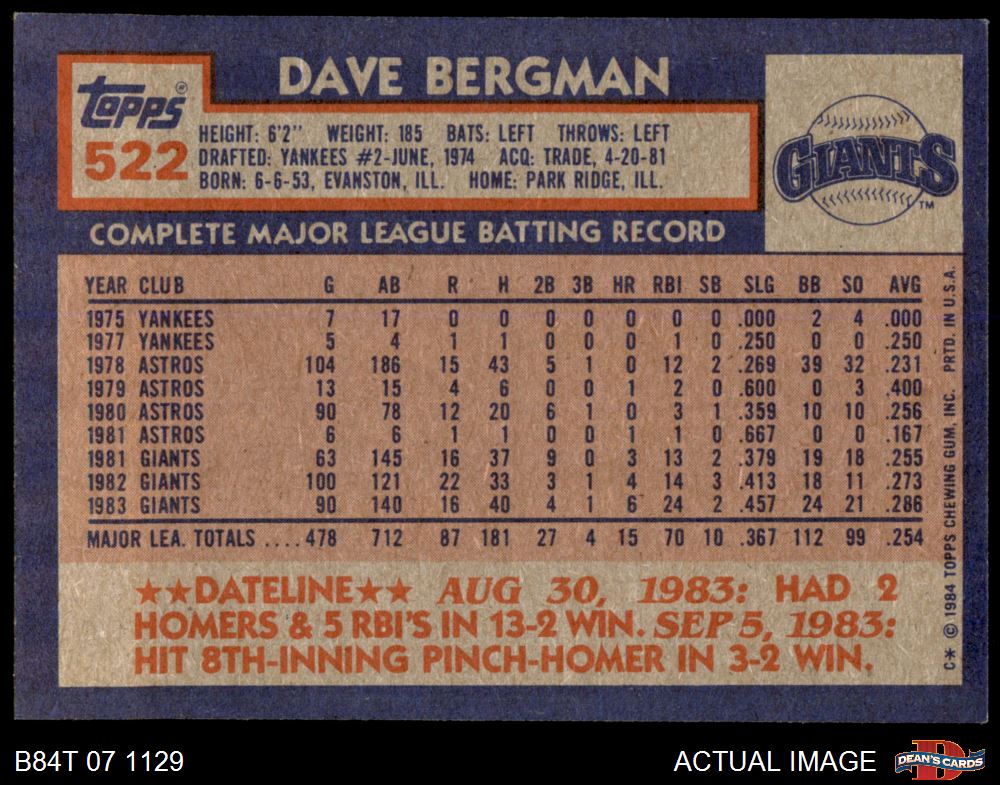 DAVE BERGMAN
Topps®
522
HEIGHT: 6'2" WEIGHT: 185 BATS: LEFT THROWS: LEFT
DRAFTED: YANKEES #2-JUNE, 1974 ACQ: TRADE, 4-20-81
BORN: 6-6-53, EVANSTON, ILL. HOME: PARK RIDGE, ILL.
GIANTS
TM
COMPLETE MAJOR LEAGUE BATTING RECORD
YEAR CLUB G AB R H 2B 3B HR RBI SB SLG BB SO AVG
1975 YANKEES 7 17 0 0 0 0 0 0 0 .000 2 4 .000
1977 YANKEES 5 4 1 1 0 0 0 1 0 .250 0 0 .250
1978 ASTROS 104 186 15 43 5 1 0 12 2 .269 39 32 .231
1979 ASTROS 13 15 4 6 0 0 1 2 0 .600 0 3 .400
1980 ASTROS 90 78 12 20 6 1 0 3 1 .359 10 10 .256
1981 ASTROS 6 6 1 1 0 0 1 1 0 .667 0 0 .167
1981 GIANTS 63 145 16 37 9 0 3 13 2 .379 19 18 .255
1982 GIANTS 100 121 22 33 3 1 4 14 3 .413 18 11 .273
1983 GIANTS 90 140 16 40 4 1 6 24 2 .457 24 21 .286
MAJOR LEA. TOTALS ....478 712 87 181 27 4 15 70 10 .367 112 99 .254
★★DATELINE★★ AUG 30, 1983: HAD 2
HOMERS & 5 RBI'S IN 13-2 WIN. SEP 5, 1983:
HIT 8TH-INNING PINCH-HOMER IN 3-2 WIN.
C* © 1984 TOPPS CHEWING GUM, INC. PRTD. IN U.S.A.
B84T 07 1129
ACTUAL IMAGE
D
DEAN'S CARDS